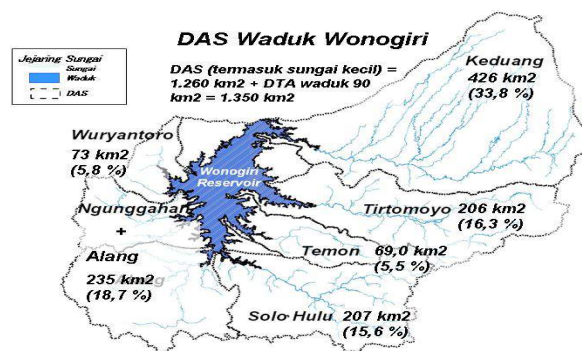 DAS Waduk Wonogiri
DAS (termasuk sungai kecil) =
1.260 km2 + DTA waduk 90
km2 = 1.350 km2
Jejaring Sungai
Sungai
Waduk
DAS
Keduang
426 km2
(33,8 %)
Wuryantoro
73 km2
(5,8 %)
Wonogiri
Reservoir
Ngunggahan
+
Alang
235 km2
(18,7 %)
Tirtomoyo 206 km2
(16,3 %)
Temon 69,0 km2
(5,5 %)
Solo-Hulu 207 km2
(15,6 %)